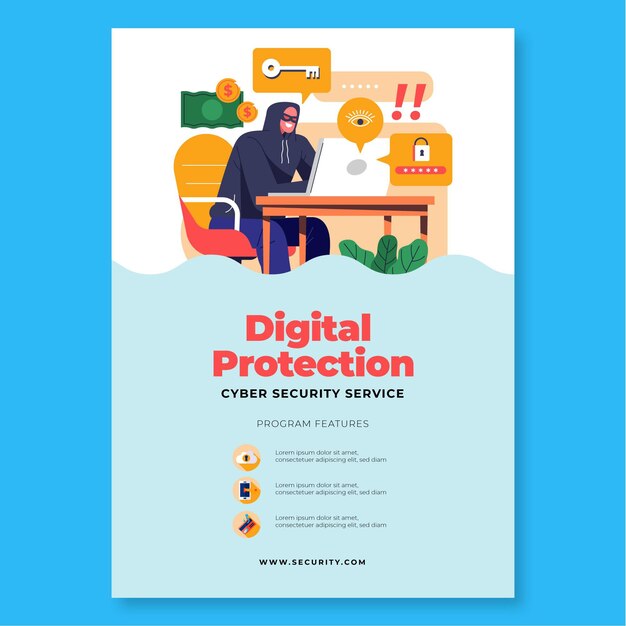 Digital
Protection
CYBER SECURITY SERVICE
PROGRAM FEATURES
Lorem ipsum dolor sit amet,
consectetuer adipiscing elit, sed diam
Lorem ipsum dolor sit amet,
consectetuer adipiscing elit, sed diam
Lorem ipsum dolor sit amet,
consectetuer adipiscing elit, sed diam
WWW.SECURITY.COM